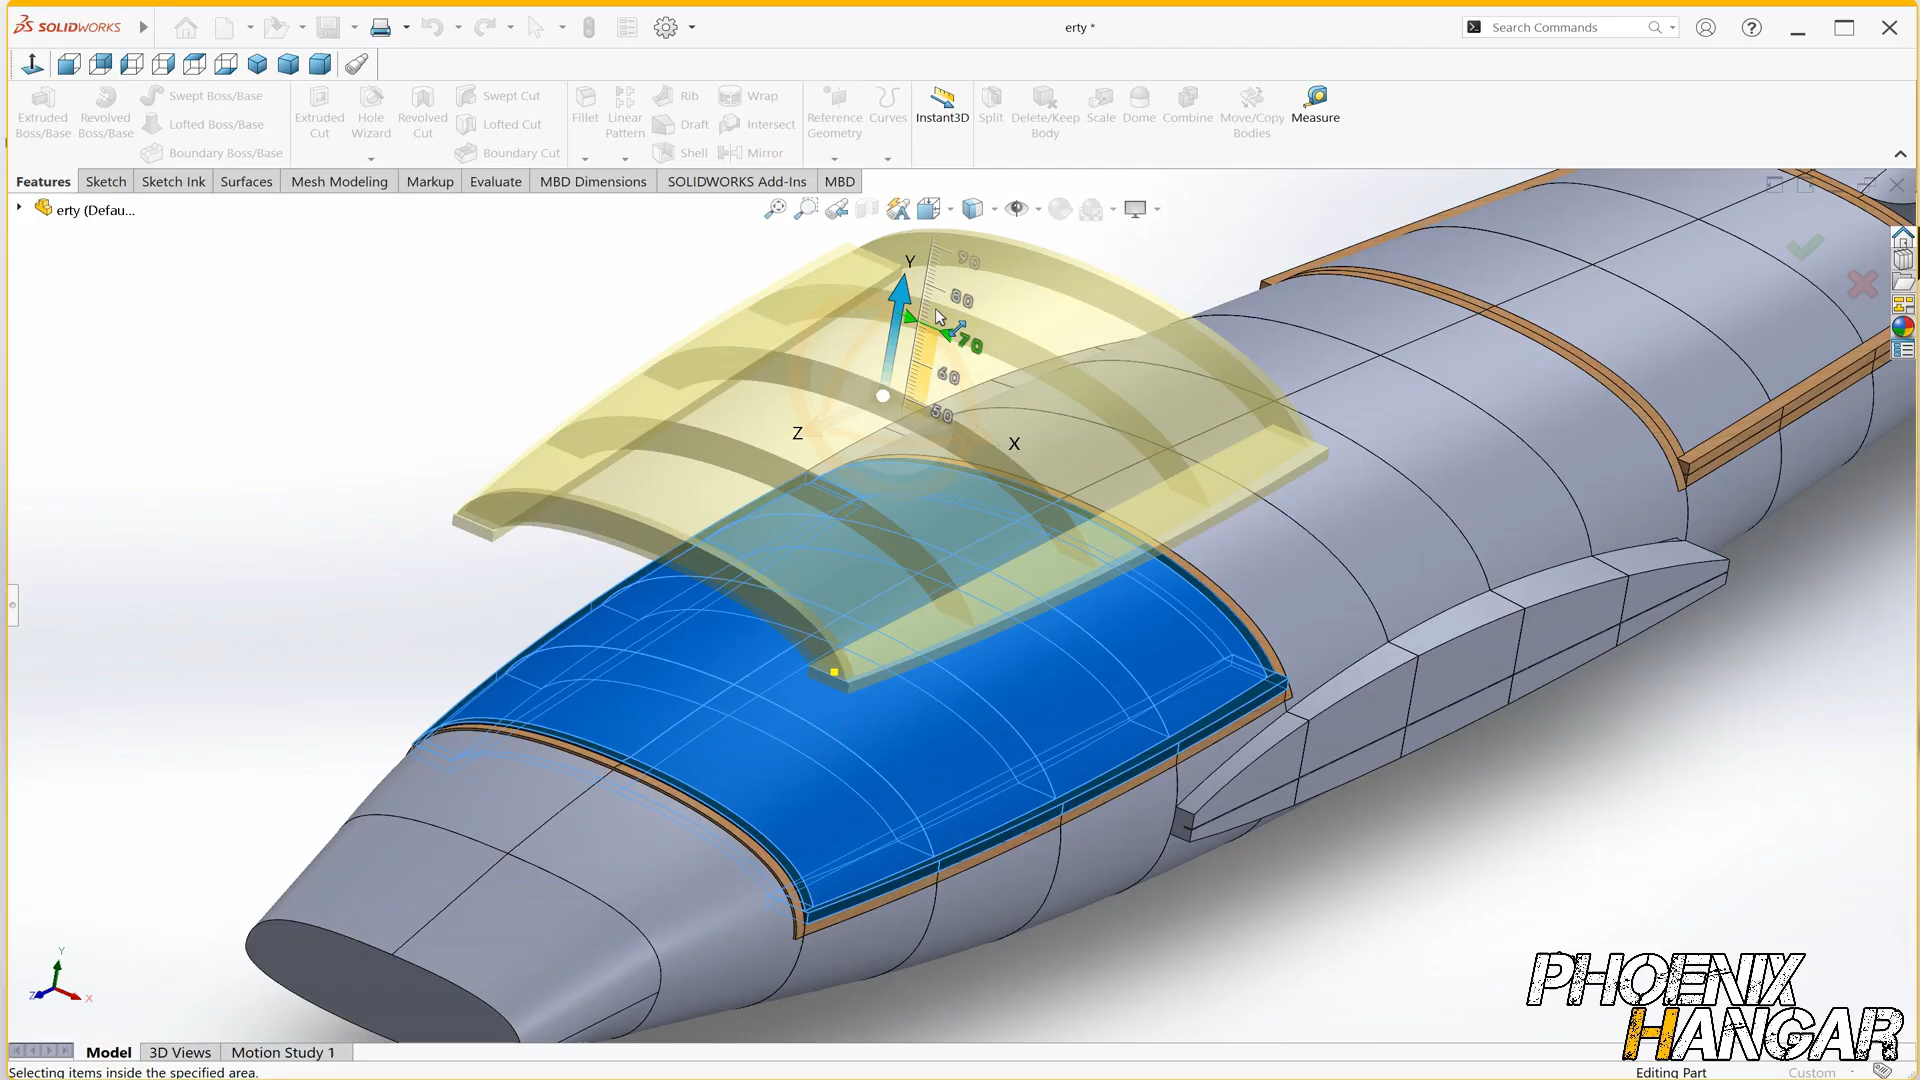 SOLIDWORKS
erty *
Search Commands
Extruded Boss/Base
Revolved Boss/Base
Swept Boss/Base
Lofted Boss/Base
Boundary Boss/Base
Extruded Cut
Hole Wizard
Revolved Cut
Swept Cut
Lofted Cut
Boundary Cut
Fillet
Linear Pattern
Rib
Draft
Shell
Wrap
Intersect
Mirror
Reference Geometry
Curves
Instant3D
Split
Delete/Keep Body
Scale
Dome
Combine
Move/Copy Bodies
Measure
Features
Sketch
Sketch Ink
Surfaces
Mesh Modeling
Markup
Evaluate
MBD Dimensions
SOLIDWORKS Add-Ins
MBD
erty (Defau...
Y
90
80
70
60
50
Z
X
Y
Z
X
PHOENIX
HANGAR
Model
3D Views
Motion Study 1
Selecting items inside the specified area.
Editing Part
Custom